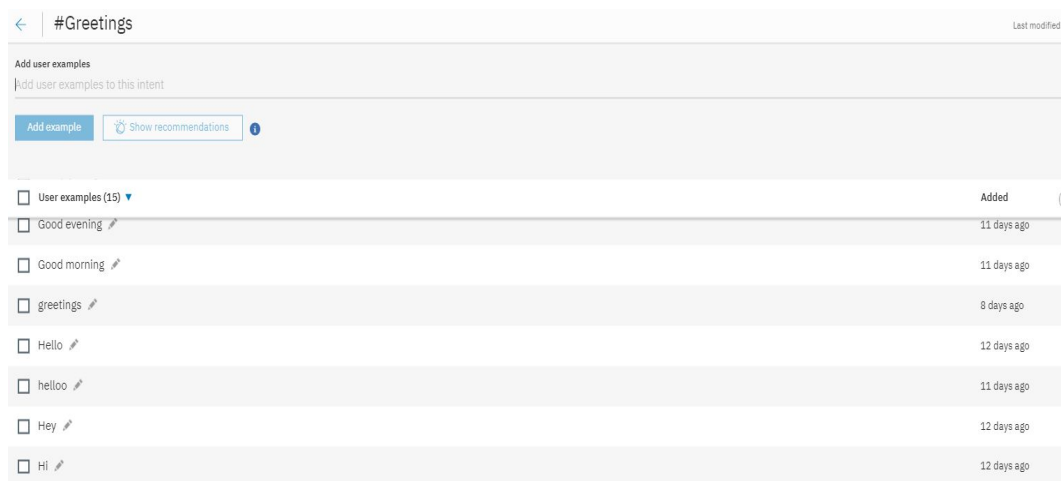 ← #Greetings Last modified
Add user examples
Add user examples to this intent
Add example Show recommendations i
User examples (15) ▼ Added
Good evening 11 days ago
Good morning 11 days ago
greetings 8 days ago
Hello 12 days ago
helloo 11 days ago
Hey 12 days ago
Hi 12 days ago